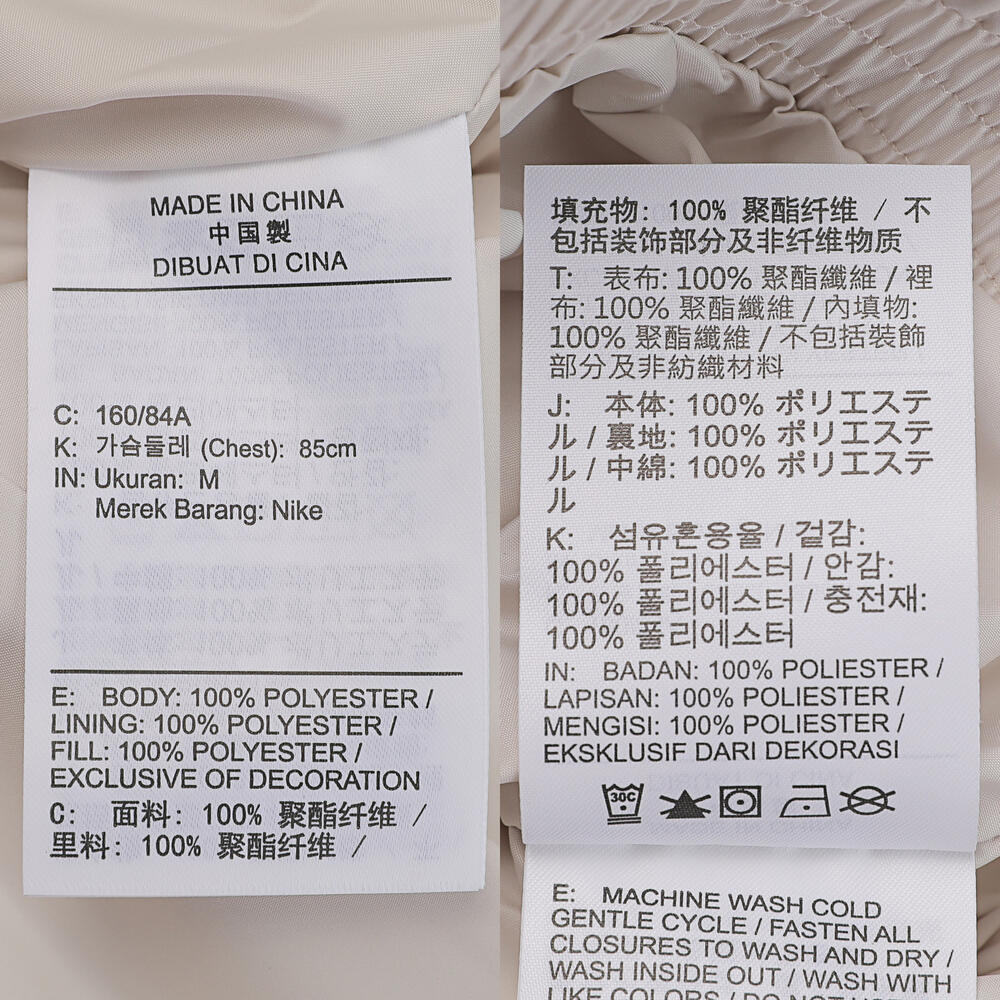 MADE IN CHINA
中国製
DIBUAT DI CINA
C: 160/84A
K: 가슴둘레 (Chest): 85cm
IN: Ukuran: M
Merek Barang: Nike
E: BODY: 100% POLYESTER /
LINING: 100% POLYESTER /
FILL: 100% POLYESTER /
EXCLUSIVE OF DECORATION
C: 面料: 100% 聚酯纤维 /
里料: 100% 聚酯纤维 /
填充物: 100% 聚酯纤维 / 不
包括装饰部分及非纤维物质
T: 表布: 100% 聚酯纖維 / 裡
布: 100% 聚酯纖維 / 內填物:
100% 聚酯纖維 / 不包括裝飾
部分及非紡織材料
J: 本体: 100% ポリエステ
ル / 裏地: 100% ポリエステ
ル / 中綿: 100% ポリエステ
ル
K: 섬유혼용율 / 겉감:
100% 폴리에스터 / 안감:
100% 폴리에스터 / 충전재:
100% 폴리에스터
IN: BADAN: 100% POLIESTER /
LAPISAN: 100% POLIESTER /
MENGISI: 100% POLIESTER /
EKSKLUSIF DARI DEKORASI
30C
E: MACHINE WASH COLD
GENTLE CYCLE / FASTEN ALL
CLOSURES TO WASH AND DRY /
WASH INSIDE OUT / WASH WITH
LIKE COLORS / DO NOT